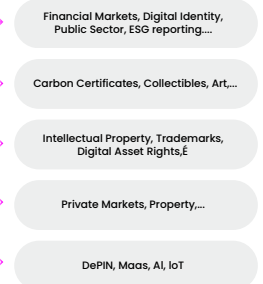 Financial Markets, Digital Identity,
Public Sector, ESG reporting....
Carbon Certificates, Collectibles, Art,...
Intellectual Property, Trademarks,
Digital Asset Rights,É
Private Markets, Property,...
DePIN, Maas, AI, IoT